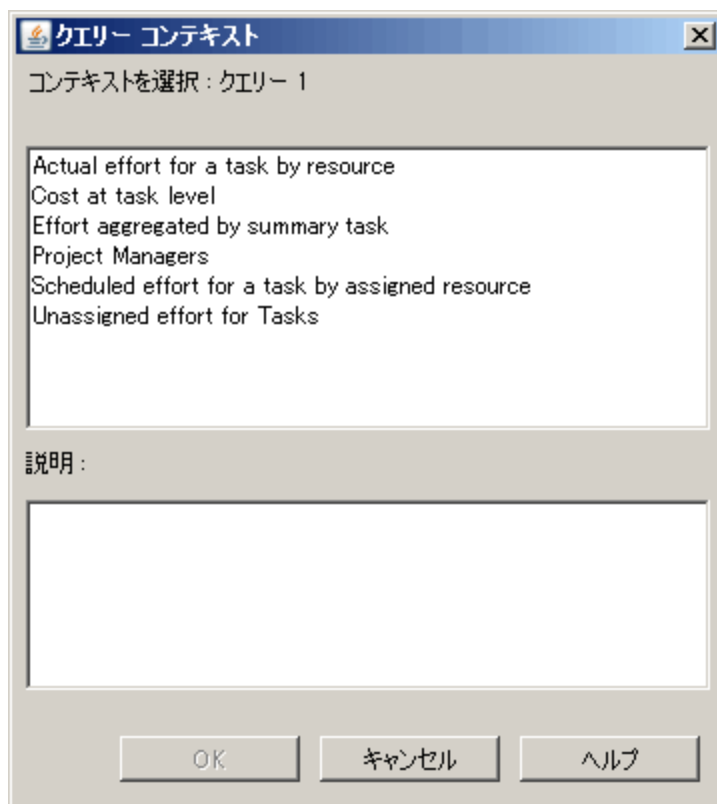 クエリー コンテキスト
コンテキストを選択 : クエリー 1
Actual effort for a task by resource
Cost at task level
Effort aggregated by summary task
Project Managers
Scheduled effort for a task by assigned resource
Unassigned effort for Tasks
説明 :
OK キャンセル ヘルプ